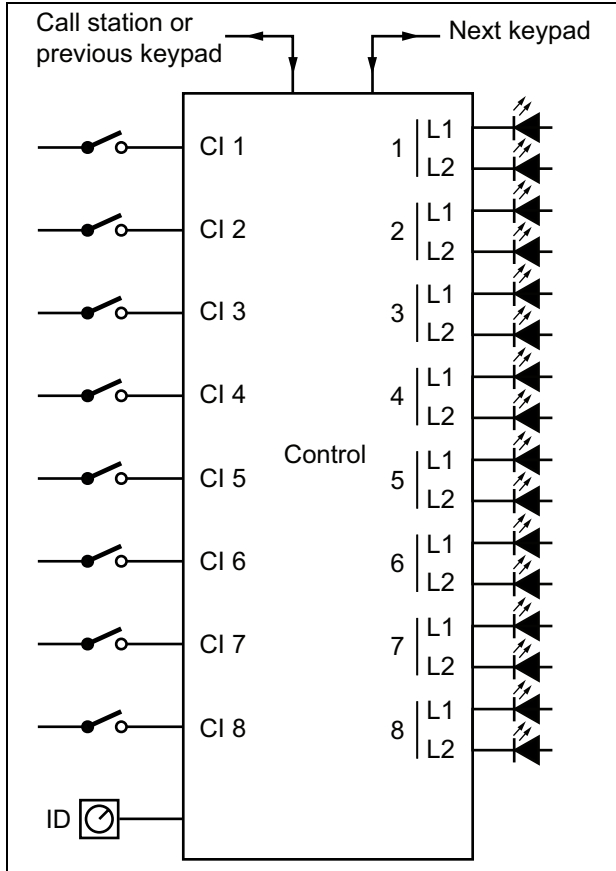 Call station or
previous keypad
Next keypad
CI 1
CI 2
CI 3
CI 4
CI 5
CI 6
CI 7
CI 8
ID
Control
1 L1
L2
2 L1
L2
3 L1
L2
4 L1
L2
5 L1
L2
6 L1
L2
7 L1
L2
8 L1
L2